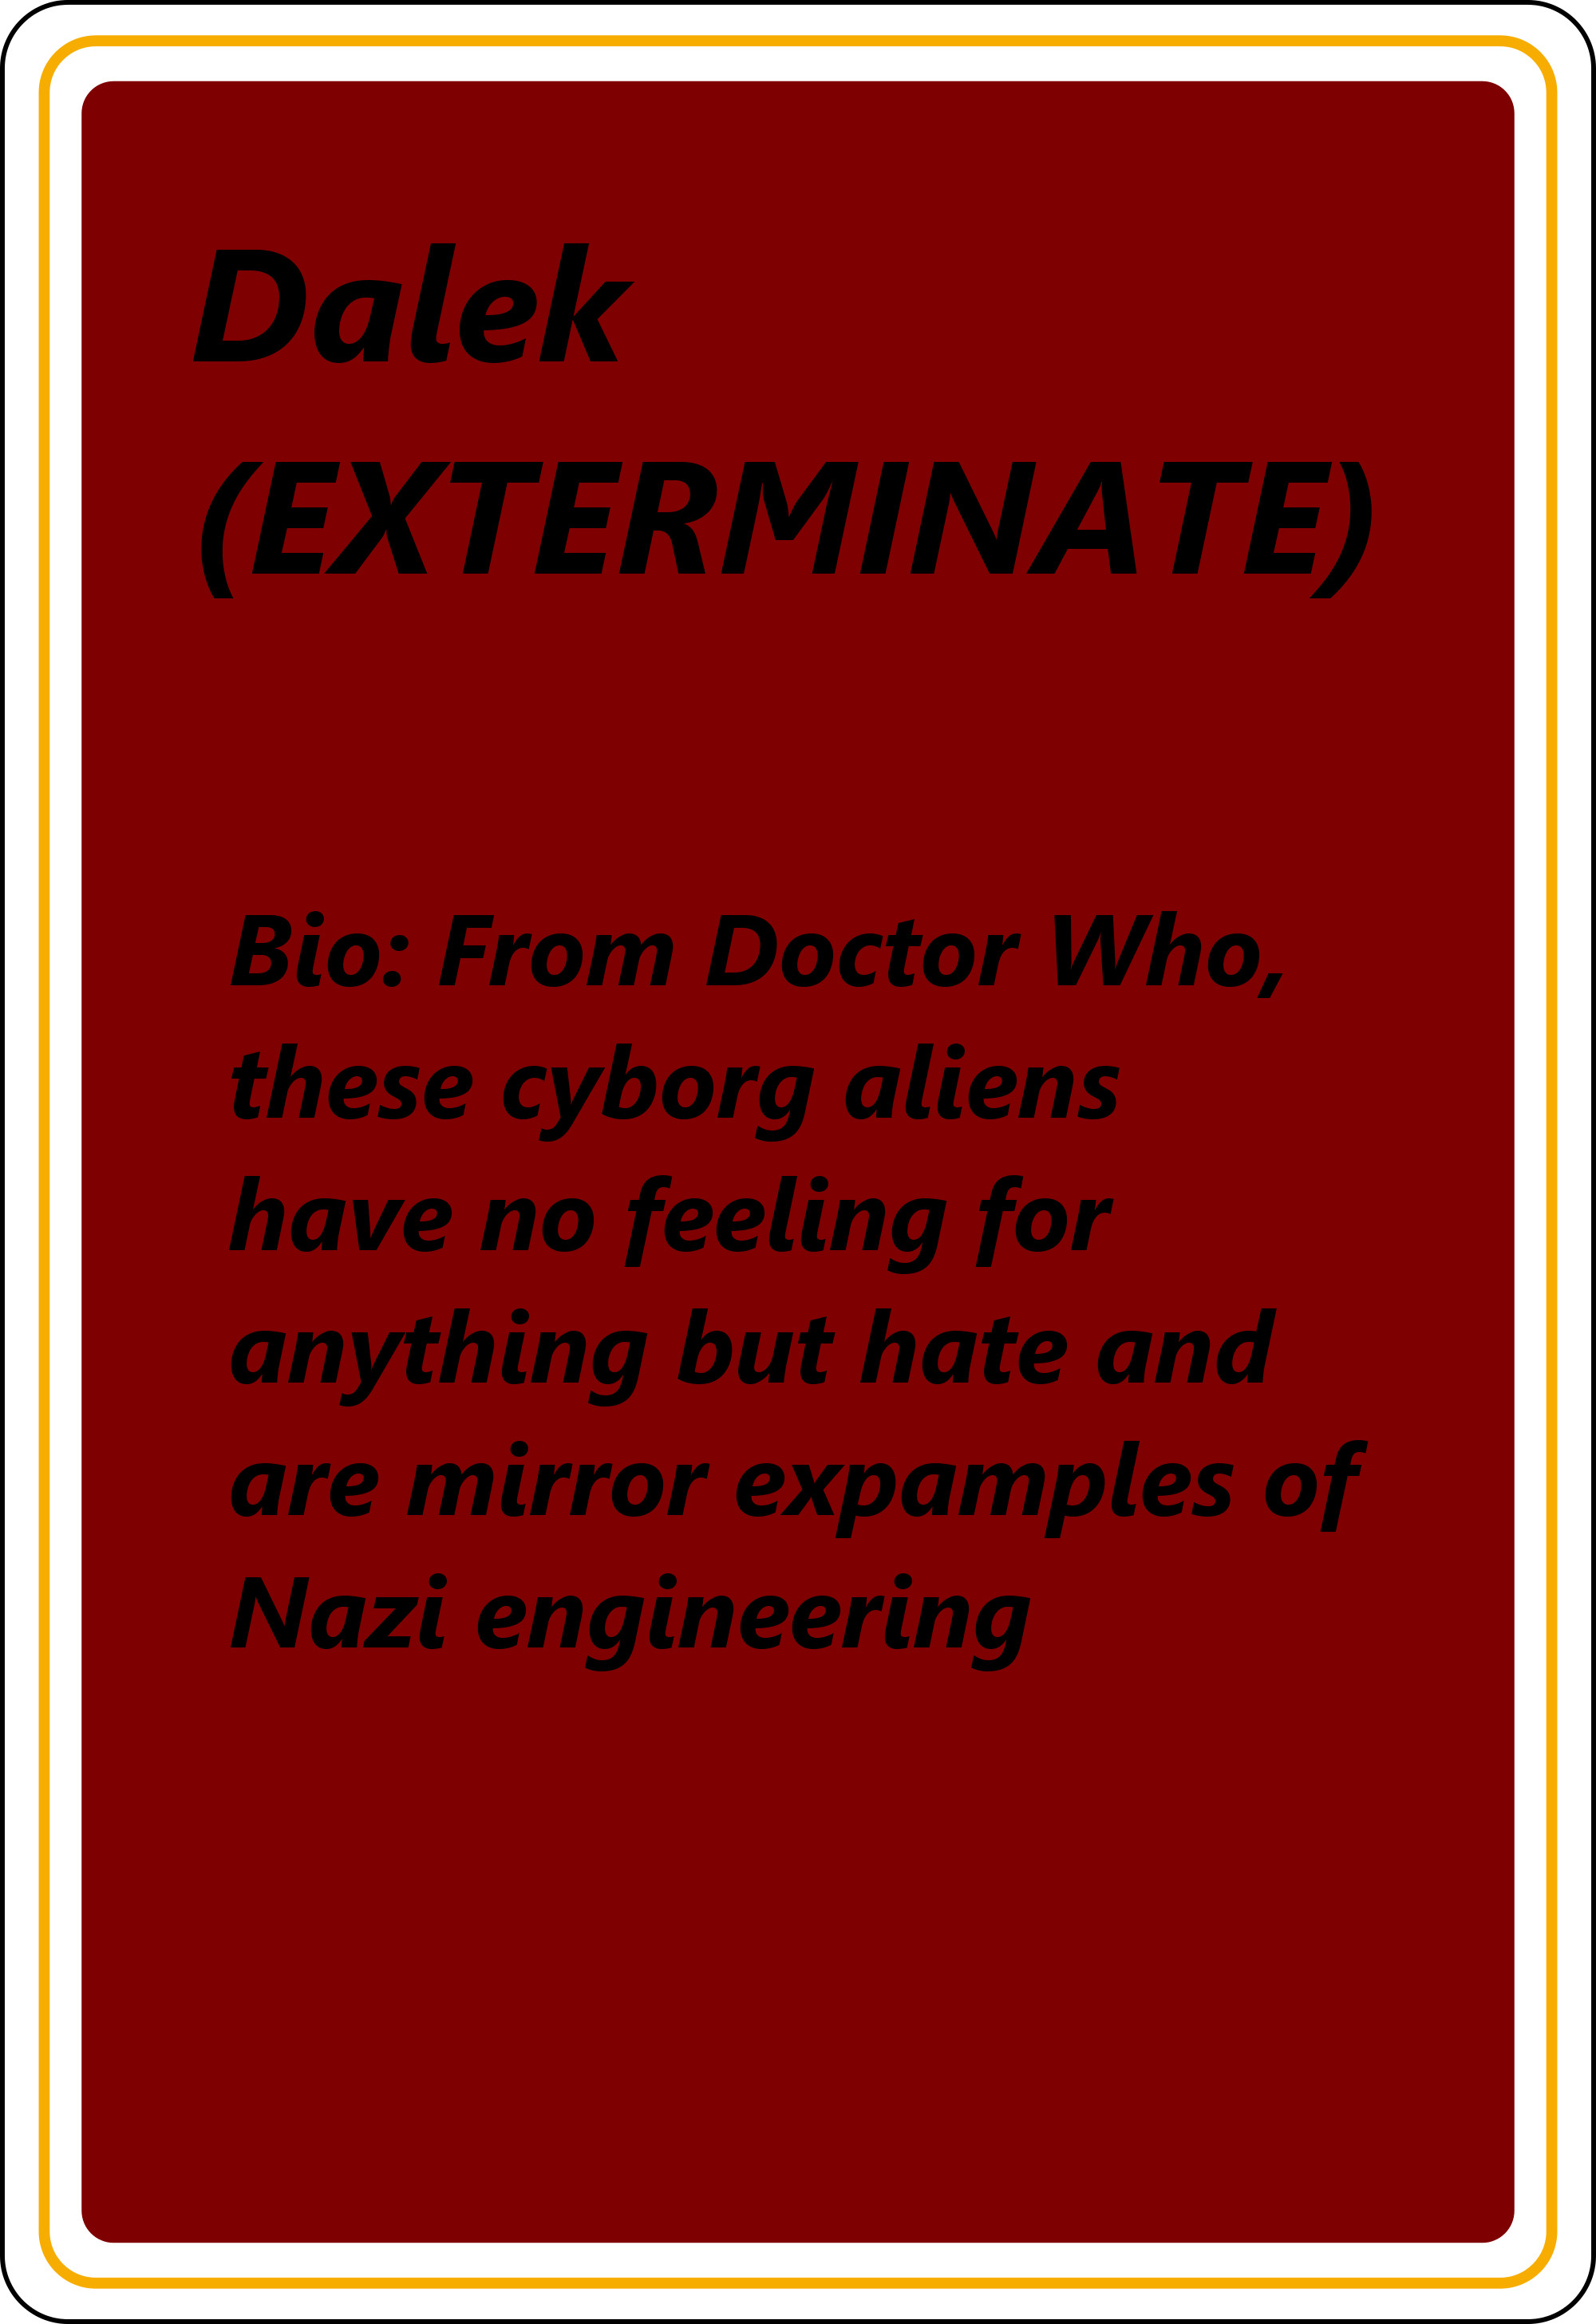 Dalek
(EXTERMINATE)
Bio: From Doctor Who,
these cyborg aliens
have no feeling for
anything but hate and
are mirror expamples of
Nazi engineering